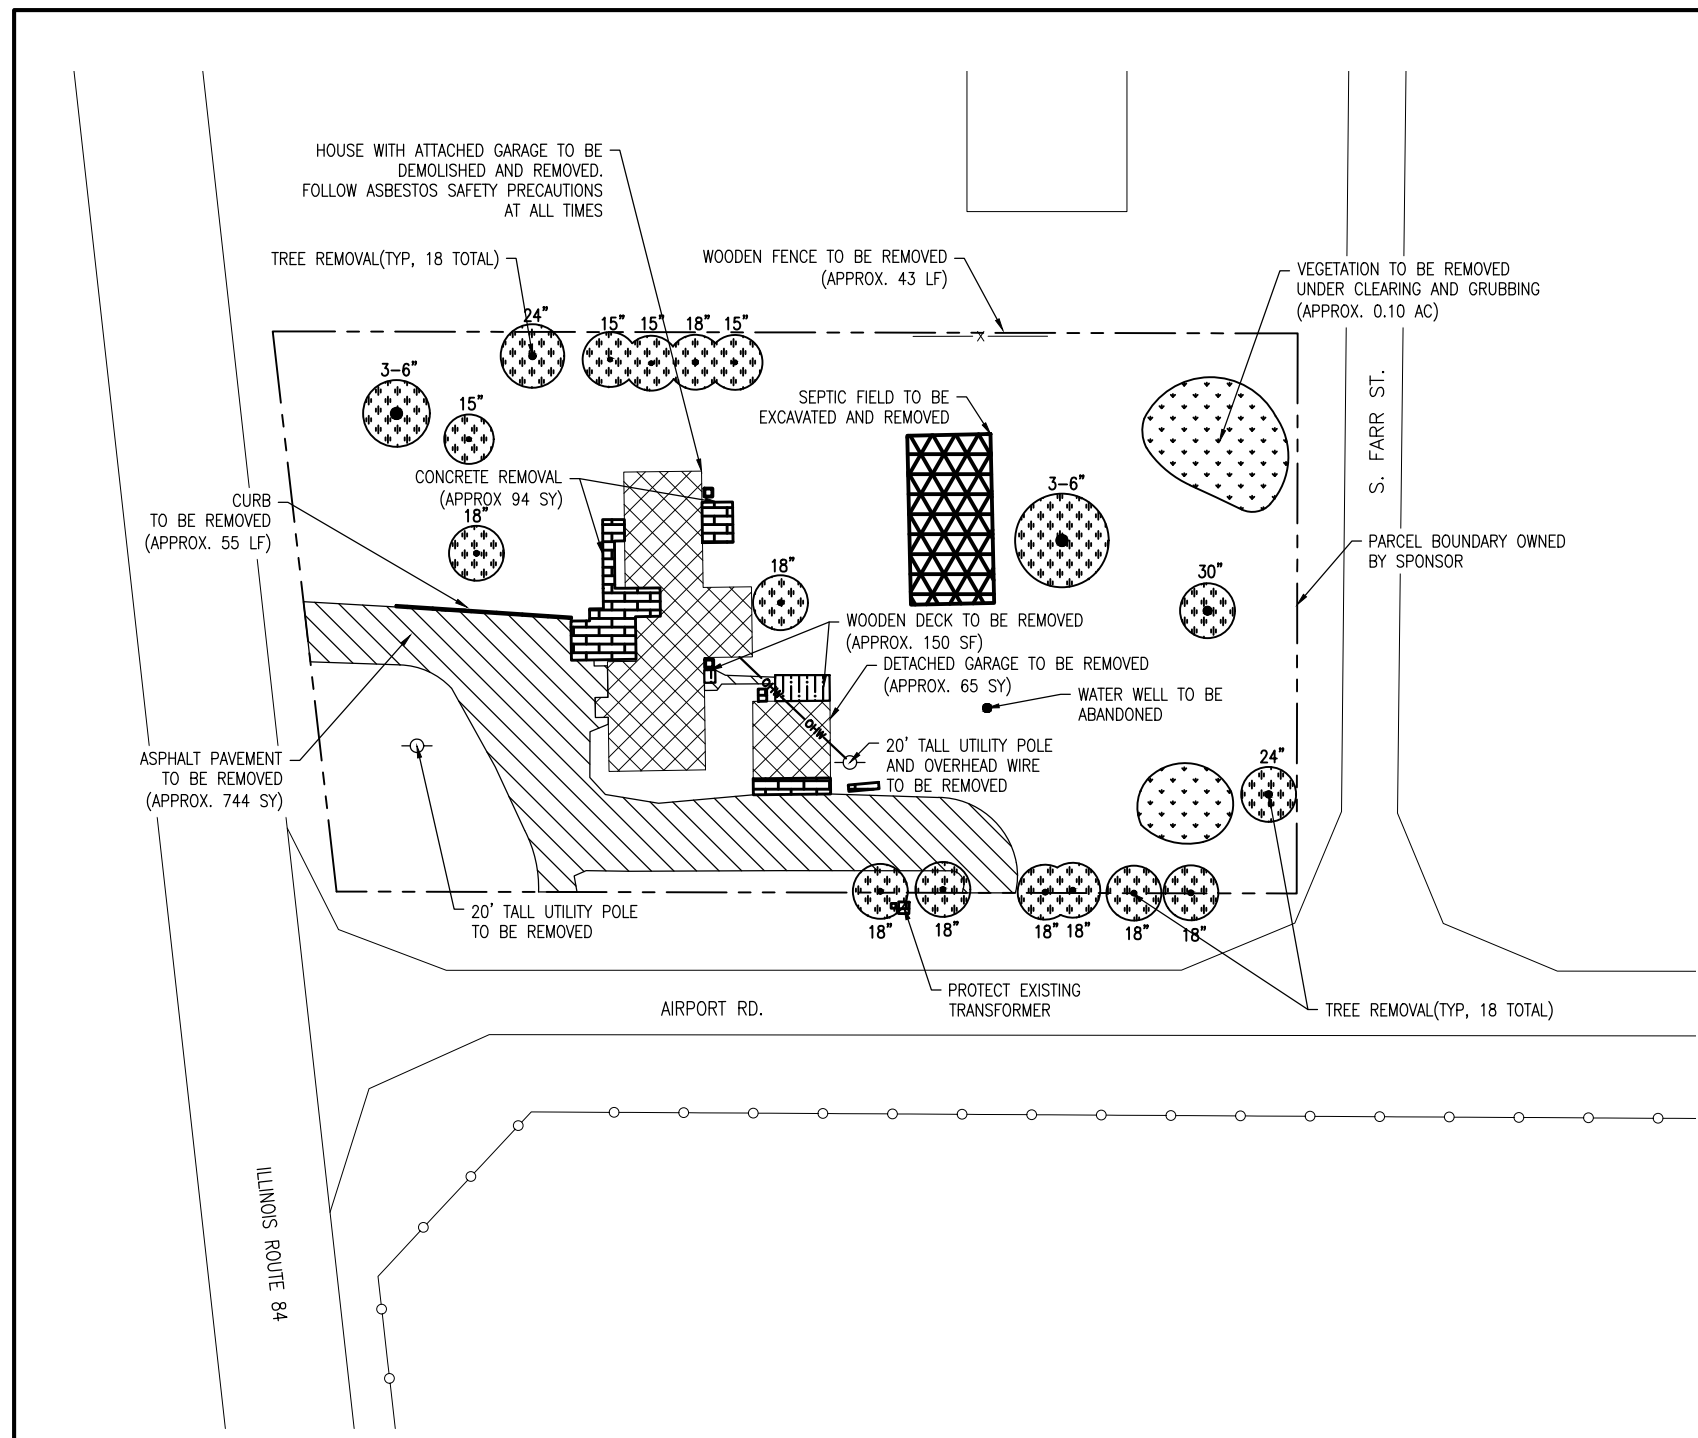 HOUSE WITH ATTACHED GARAGE TO BE
DEMOLISHED AND REMOVED.
FOLLOW ASBESTOS SAFETY PRECAUTIONS
AT ALL TIMES
TREE REMOVAL(TYP, 18 TOTAL)
WOODEN FENCE TO BE REMOVED
(APPROX. 43 LF)
VEGETATION TO BE REMOVED
UNDER CLEARING AND GRUBBING
(APPROX. 0.10 AC)
24"
15"
15"
18"
15"
X
3-6"
15"
SEPTIC FIELD TO BE
EXCAVATED AND REMOVED
S. FARR ST.
CONCRETE REMOVAL
(APPROX 94 SY)
3-6"
CURB
TO BE REMOVED
(APPROX. 55 LF)
18"
PARCEL BOUNDARY OWNED
BY SPONSOR
18"
30"
WOODEN DECK TO BE REMOVED
(APPROX. 150 SF)
DETACHED GARAGE TO BE REMOVED
(APPROX. 65 SY)
WATER WELL TO BE
ABANDONED
OHW
OHW
20' TALL UTILITY POLE
AND OVERHEAD WIRE
TO BE REMOVED
24"
ASPHALT PAVEMENT
TO BE REMOVED
(APPROX. 744 SY)
20' TALL UTILITY POLE
TO BE REMOVED
18"
18"
18"
18"
18"
18"
PROTECT EXISTING
TRANSFORMER
AIRPORT RD.
TREE REMOVAL(TYP, 18 TOTAL)
ILLINOIS ROUTE 84